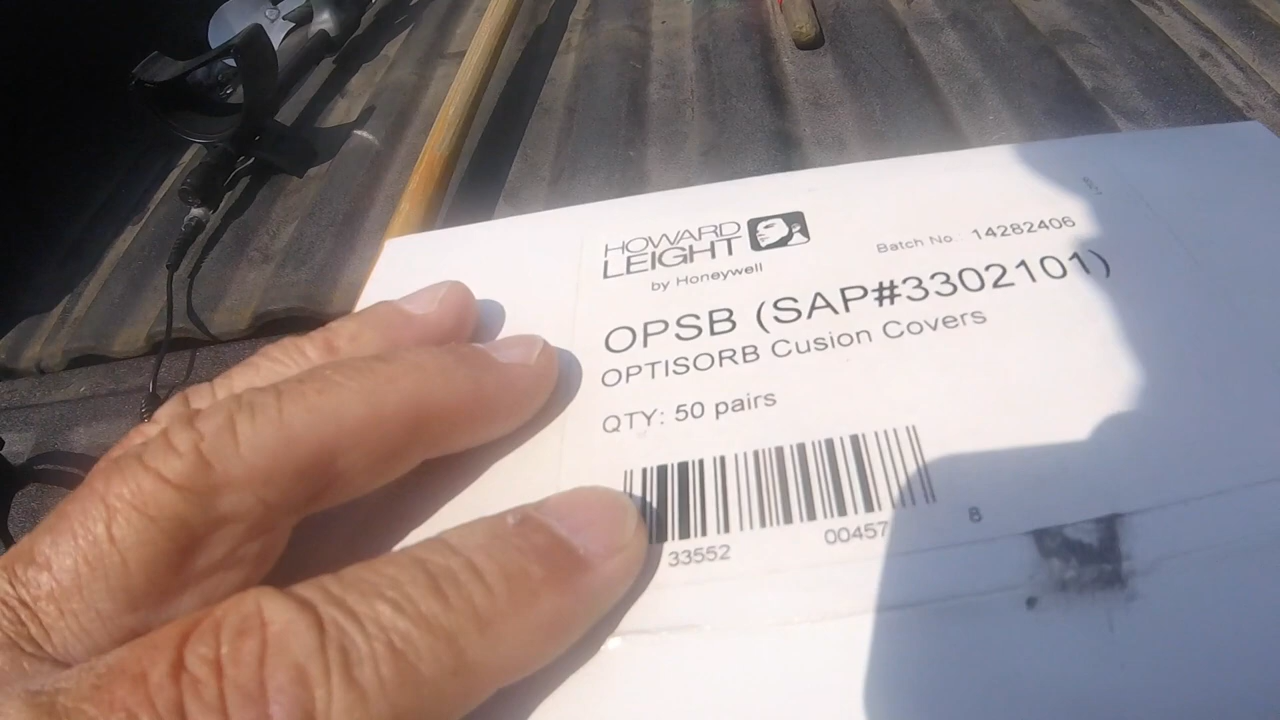 HOWARD
LEIGHT
by Honeywell
Batch No. 14282406
OPSB (SAP#3302101)
OPTISORB Cusion Covers
QTY: 50 pairs
33552 00457 8